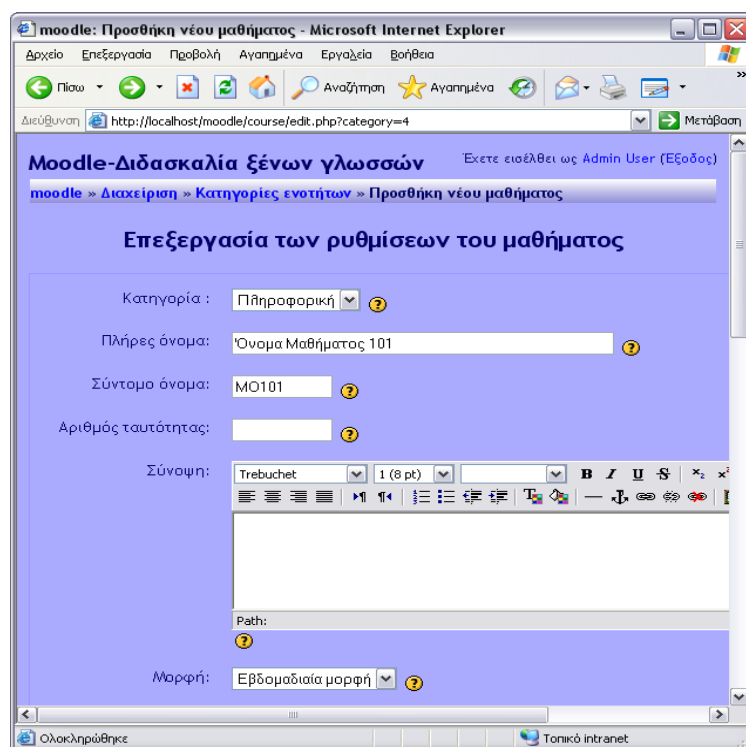 moodle: Προσθήκη νέου μαθήματος - Microsoft Internet Explorer
Αρχείο Επεξεργασία Προβολή Αγαπημένα Εργαλεία Βοήθεια
Πίσω Αναζήτηση Αγαπημένα
Διεύθυνση http://localhost/moodle/course/edit.php?category=4 Μετάβαση
Moodle-Διδασκαλία ξένων γλωσσών Έχετε εισέλθει ως Admin User (Έξοδος)
moodle » Διαχείριση » Κατηγορίες ενοτήτων » Προσθήκη νέου μαθήματος
Επεξεργασία των ρυθμίσεων του μαθήματος
Κατηγορία : Πληροφορική
Πλήρες όνομα: Όνομα Μαθήματος 101
Σύντομο όνομα: ΜΟ101
Αριθμός ταυτότητας:
Σύνοψη: Trebuchet 1 (8 pt) B I U S x₂ x²
Path:
Μορφή: Εβδομαδιαία μορφή
Ολοκληρώθηκε Τοπικό intranet